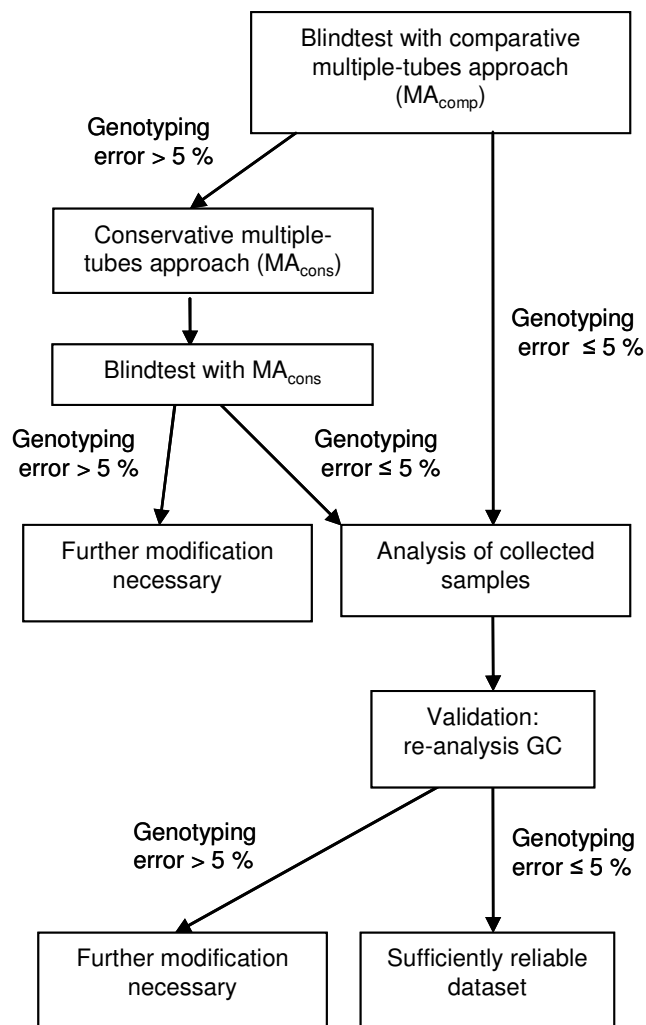 Blindtest with comparative
multiple-tubes approach
(MAcomp)
Genotyping
error > 5 %
Conservative multiple-
tubes approach (MAcons)
Genotyping
error ≤ 5 %
Blindtest with MAcons
Genotyping
error > 5 %
Genotyping
error ≤ 5 %
Further modification
necessary
Analysis of collected
samples
Validation:
re-analysis GC
Genotyping
error > 5 %
Genotyping
error ≤ 5 %
Further modification
necessary
Sufficiently reliable
dataset